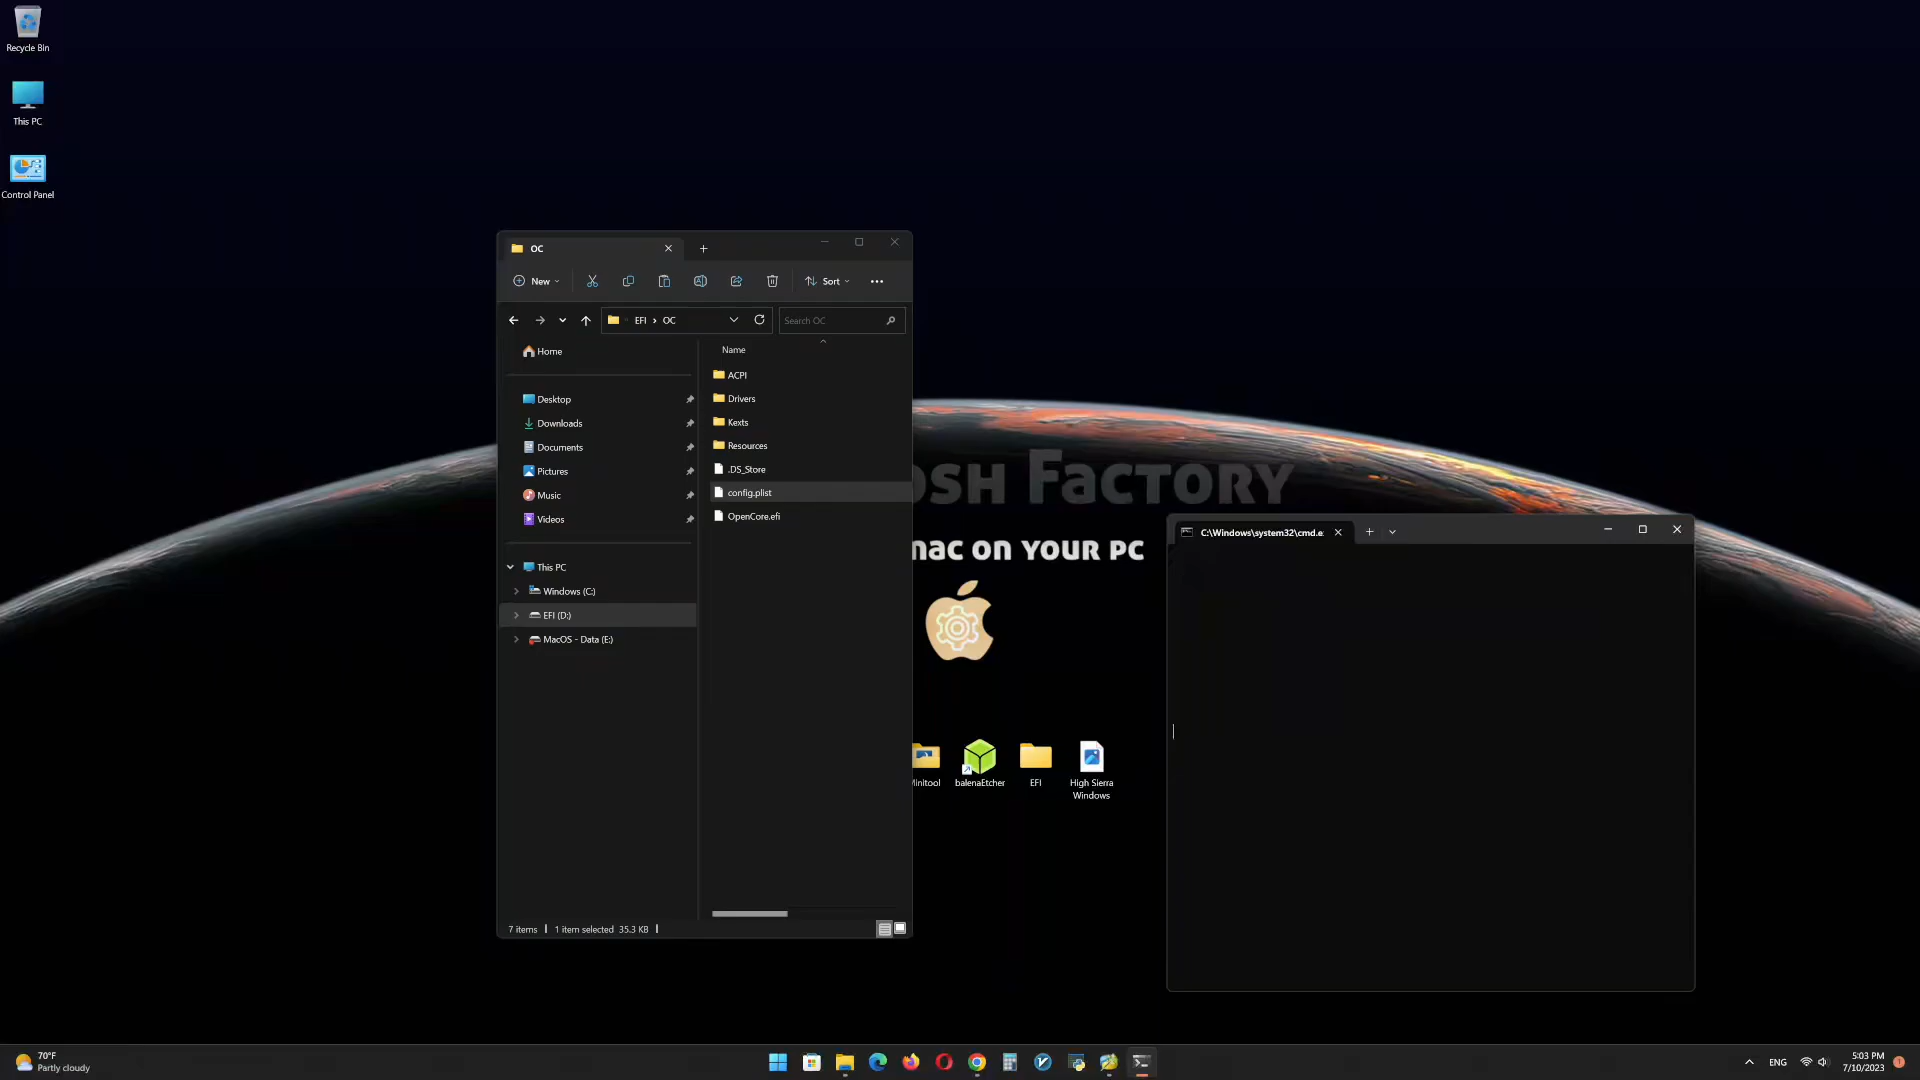 Recycle Bin
This PC
Control Panel
OC
New
Sort
EFI › OC
Search OC
Home
Desktop
Downloads
Documents
Pictures
Music
Videos
This PC
Windows (C:)
EFI (D:)
MacOS - Data (E:)
Name
ACPI
Drivers
Kexts
Resources
.DS_Store
config.plist
OpenCore.efi
7 items
1 item selected 35.3 KB
osh Factory
mac on your pc
C:\Windows\system32\cmd.e:
Minitool
balenaEtcher
EFI
High Sierra
Windows
70°F
Partly cloudy
ENG
5:03 PM
7/10/2023
1